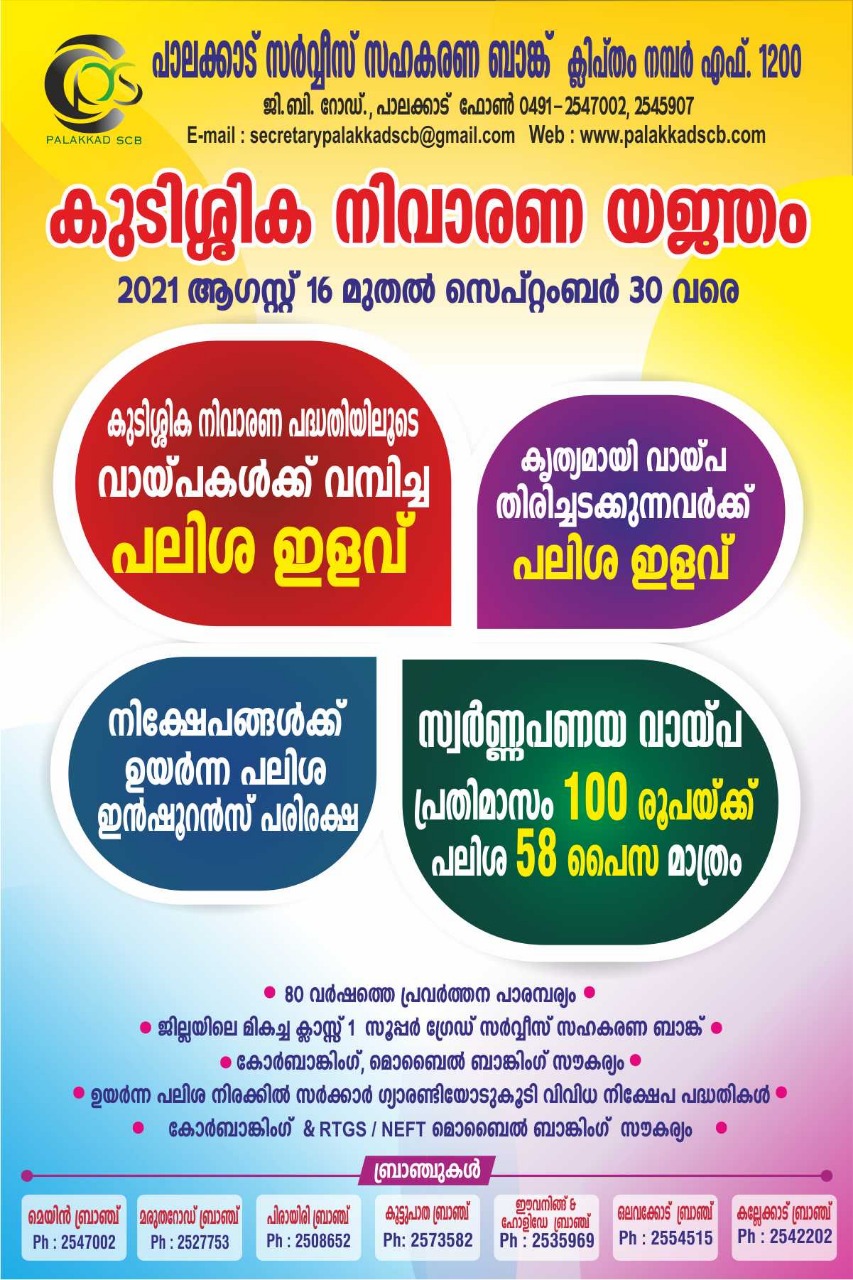 PALAKKAD SCB
പാലക്കാട് സർവ്വീസ് സഹകരണ ബാങ്ക് ക്ലിപ്തം നമ്പർ എഫ്. 1200
ജി.ബി. റോഡ്., പാലക്കാട് ഫോൺ 0491-2547002, 2545907
E-mail : secretarypalakkadscb@gmail.com Web : www.palakkadscb.com
കുടിശ്ശിക നിവാരണ യജ്ഞം
2021 ആഗസ്റ്റ് 16 മുതൽ സെപ്റ്റംബർ 30 വരെ
കുടിശ്ശിക നിവാരണ പദ്ധതിയിലൂടെ
വായ്പകൾക്ക് വമ്പിച്ച
പലിശ ഇളവ്
കൃത്യമായി വായ്പ
തിരിച്ചടക്കുന്നവർക്ക്
പലിശ ഇളവ്
നിക്ഷേപങ്ങൾക്ക്
ഉയർന്ന പലിശ
ഇൻഷൂറൻസ് പരിരക്ഷ
സ്വർണ്ണപണയ വായ്പ
പ്രതിമാസം 100 രൂപയ്ക്ക്
പലിശ 58 പൈസ മാത്രം
• 80 വർഷത്തെ പ്രവർത്തന പാരമ്പര്യം •
• ജില്ലയിലെ മികച്ച ക്ലാസ്സ് 1 സൂപ്പർ ഗ്രേഡ് സർവ്വീസ് സഹകരണ ബാങ്ക് •
• കോർബാങ്കിംഗ്, മൊബൈൽ ബാങ്കിംഗ് സൗകര്യം •
• ഉയർന്ന പലിശ നിരക്കിൽ സർക്കാർ ഗ്യാരണ്ടിയോടുകൂടി വിവിധ നിക്ഷേപ പദ്ധതികൾ •
• കോർബാങ്കിംഗ് & RTGS / NEFT മൊബൈൽ ബാങ്കിംഗ് സൗകര്യം •
ബ്രാഞ്ചുകൾ
മെയിൻ ബ്രാഞ്ച്
Ph : 2547002
മരുതറോഡ് ബ്രാഞ്ച്
Ph : 2527753
പിരായിരി ബ്രാഞ്ച്
Ph : 2508652
കൂട്ടുപാത ബ്രാഞ്ച്
Ph: 2573582
ഈവനിങ്ങ് &
ഹോളിഡേ ബ്രാഞ്ച്
Ph : 2535969
ഒലവക്കോട് ബ്രാഞ്ച്
Ph : 2554515
കല്ലേക്കാട് ബ്രാഞ്ച്
Ph : 2542202